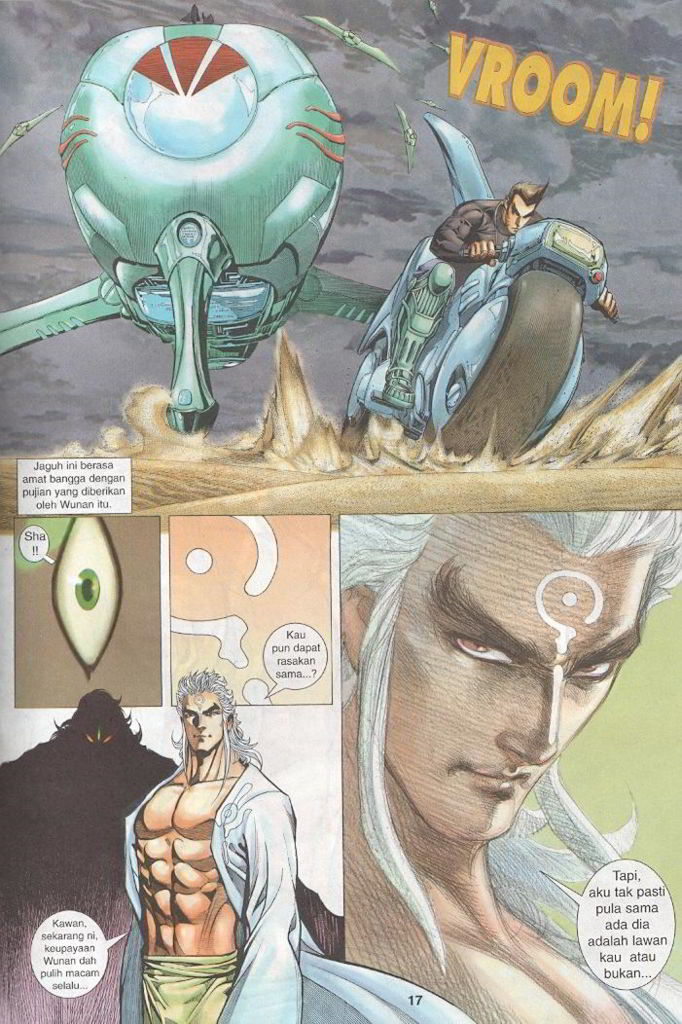 VROOM!
Jaguh ini berasa
amat bangga dengan
pujian yang diberikan
oleh Wunan itu.
Sha
!!
Kau
pun dapat
rasakan
sama...?
Kawan,
sekarang ni,
keupayaan
Wunan dah
pulih macam
selalu...
Tapi,
aku tak pasti
pula sama
ada dia
adalah lawan
kau atau
bukan...
17